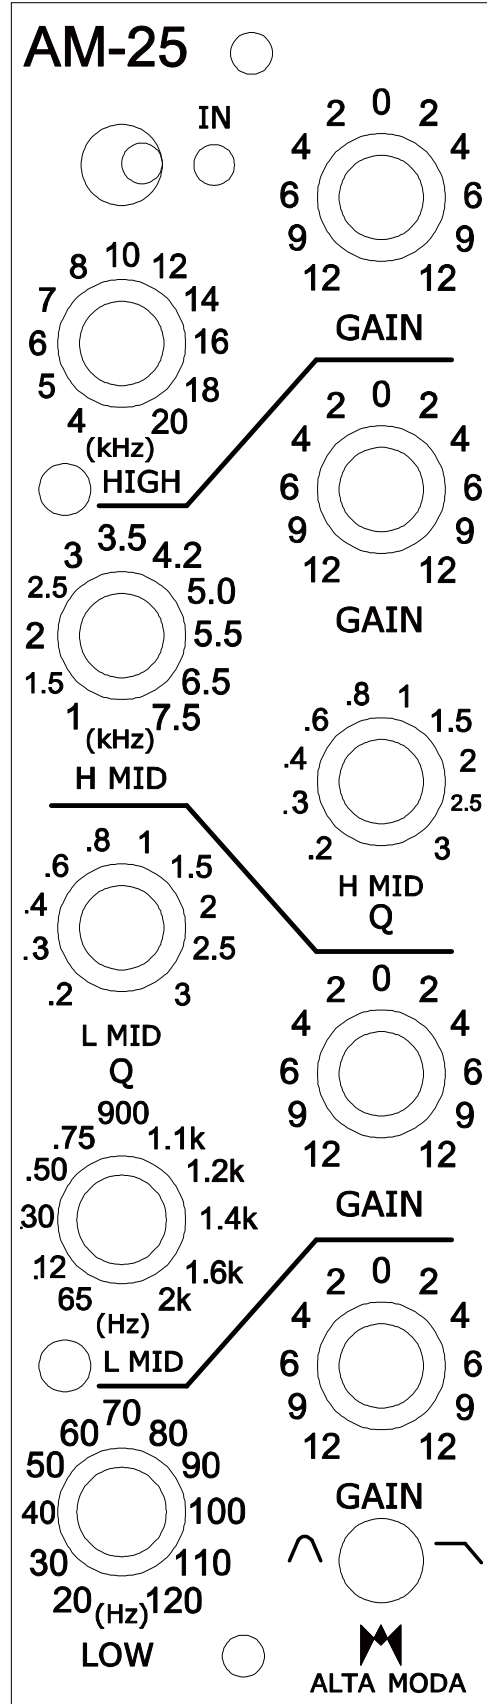 AM-25
IN
0
2 2
4 4
6 6
9 9
12 12
GAIN
10
8 12
7 14
6 16
5 18
4 20
(kHz)
HIGH
0
2 2
4 4
6 6
9 9
12 12
GAIN
3.5
3 4.2
2.5 5.0
2 5.5
1.5 6.5
1 7.5
(kHz)
H MID
.8 1
.6 1.5
.4 2
.3 2.5
.2 3
H MID
Q
.8 1
.6 1.5
.4 2
.3 2.5
.2 3
L MID
Q
0
2 2
4 4
6 6
9 9
12 12
GAIN
900
.75 1.1k
.50 1.2k
.30 1.4k
.12 1.6k
65 2k
(Hz)
L MID
0
2 2
4 4
6 6
9 9
12 12
GAIN
70
60 80
50 90
40 100
30 110
20 120
(Hz)
LOW
ALTA MODA